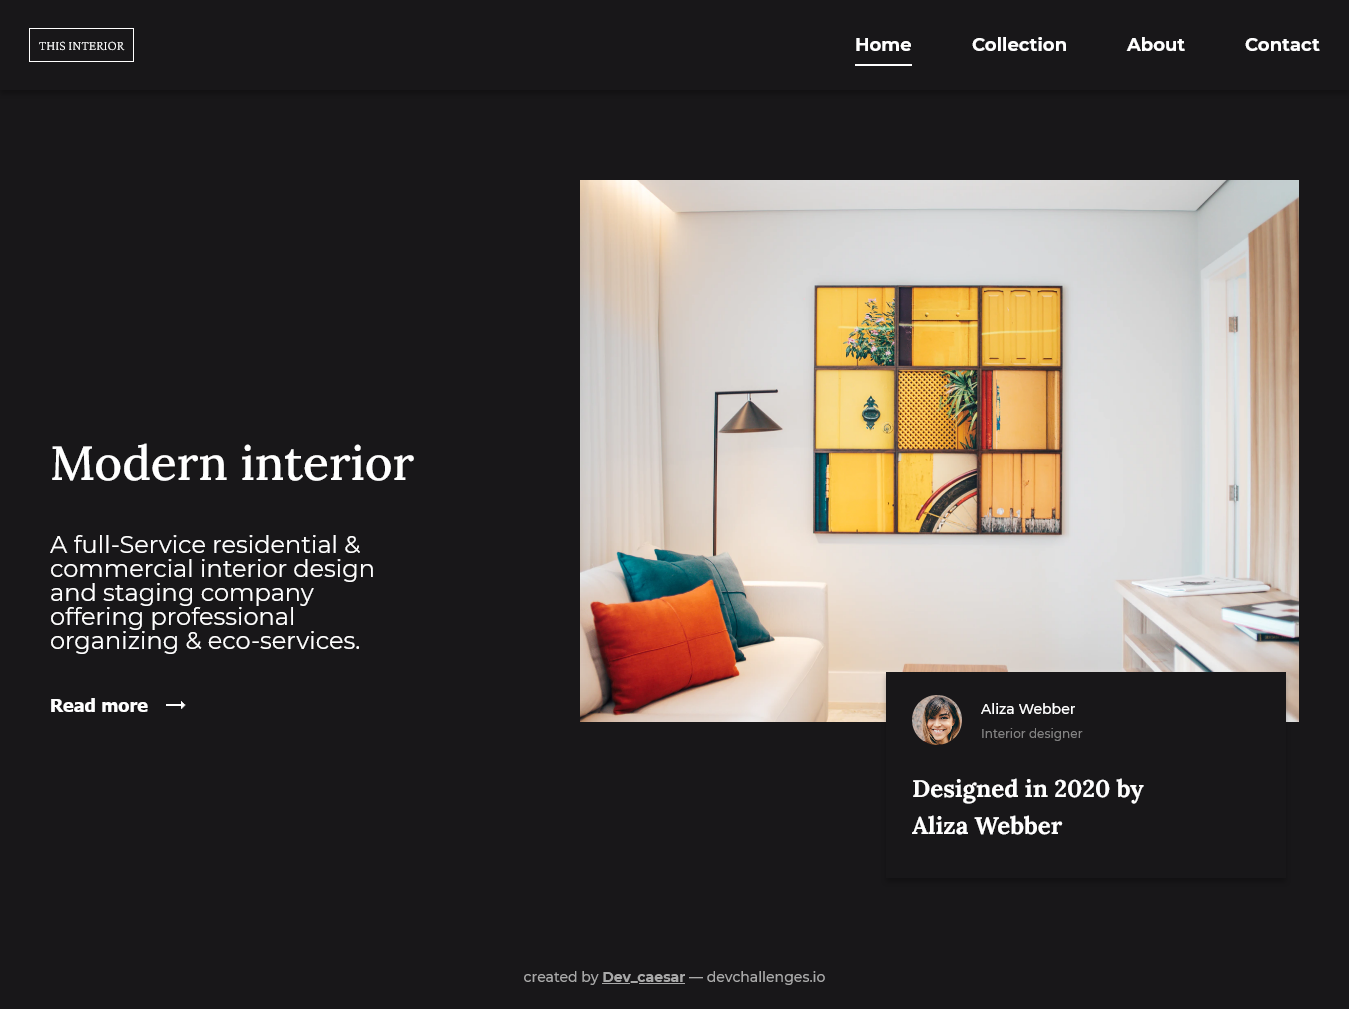 THIS INTERIOR
Home Collection About Contact
Modern interior
A full-Service residential &
commercial interior design
and staging company
offering professional
organizing & eco-services.
Read more
Aliza Webber
Interior designer
Designed in 2020 by
Aliza Webber
created by Dev_caesar — devchallenges.io